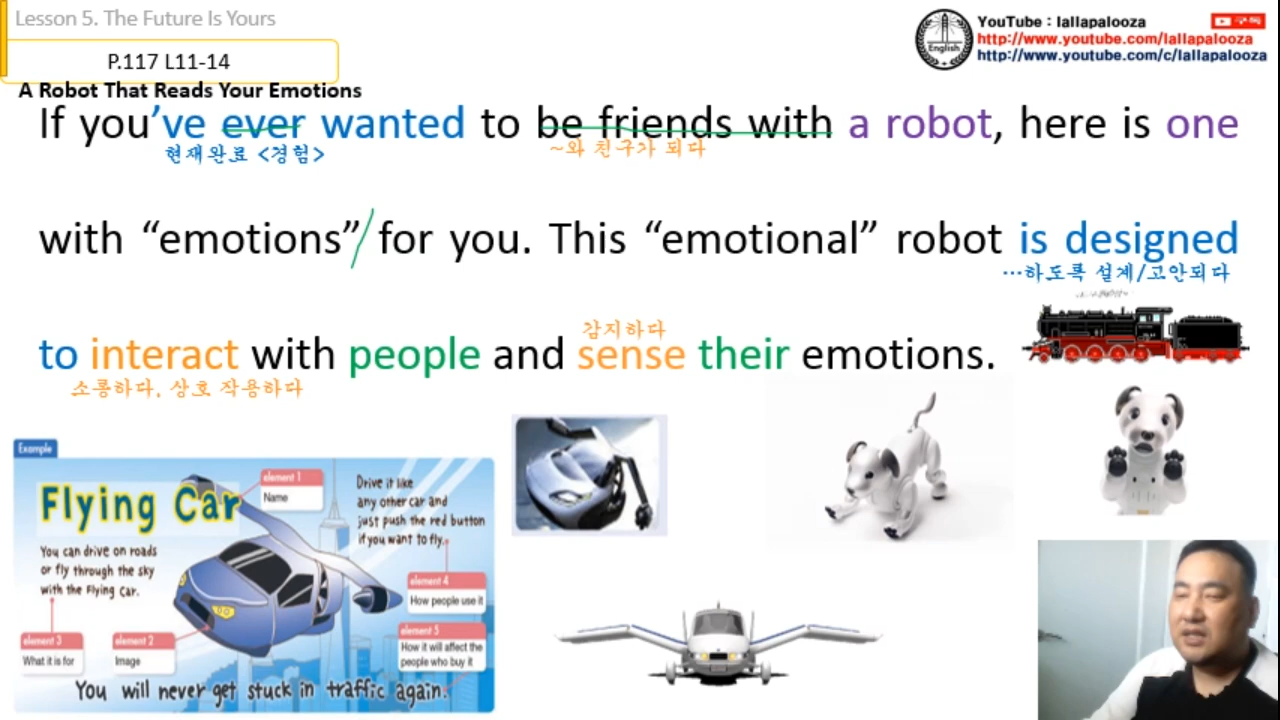 Lesson 5. The Future Is Yours
P.117 L11-14
YouTube : lallapalooza
구독
http://www.youtube.com/lallapalooza
http://www.youtube.com/c/lallapalooza
English
A Robot That Reads Your Emotions
If you've ever wanted to be friends with a robot, here is one
현재완료 <경험>
~와 친구가 되다
with “emotions” for you. This “emotional” robot is designed
…하도록 설계/고안되다
감지하다
to interact with people and sense their emotions.
소통하다, 상호 작용하다
Example
Flying Car
element 1
Name
Drive it like
any other car and
just push the red button
if you want to fly.
You can drive on roads
or fly through the sky
with the Flying Car.
element 4
How people use it
element 3
What it is for
element 2
Image
element 5
How it will affect the
people who buy it
You will never get stuck in traffic again.